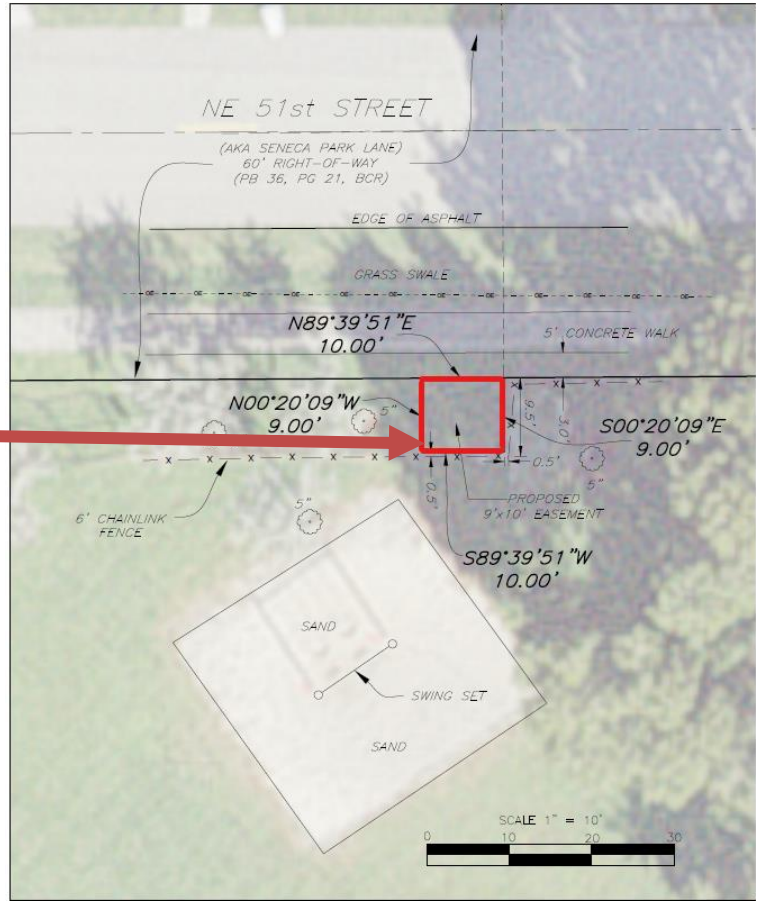 NE 51st STREET
(AKA SENECA PARK LANE)
60' RIGHT-OF-WAY
(PB 36, PG 21, BCR)
EDGE OF ASPHALT
GRASS SWALE
N89°39'51"E
10.00'
5' CONCRETE WALK
N00°20'09"W
9.00'
5"
9.5'
3.0'
S00°20'09"E
9.00'
0.5'
0.5'
5"
PROPOSED
9'x10' EASEMENT
6' CHAINLINK
FENCE
5"
S89°39'51"W
10.00'
SAND
SWING SET
SAND
SCALE 1" = 10'
0 10 20 30